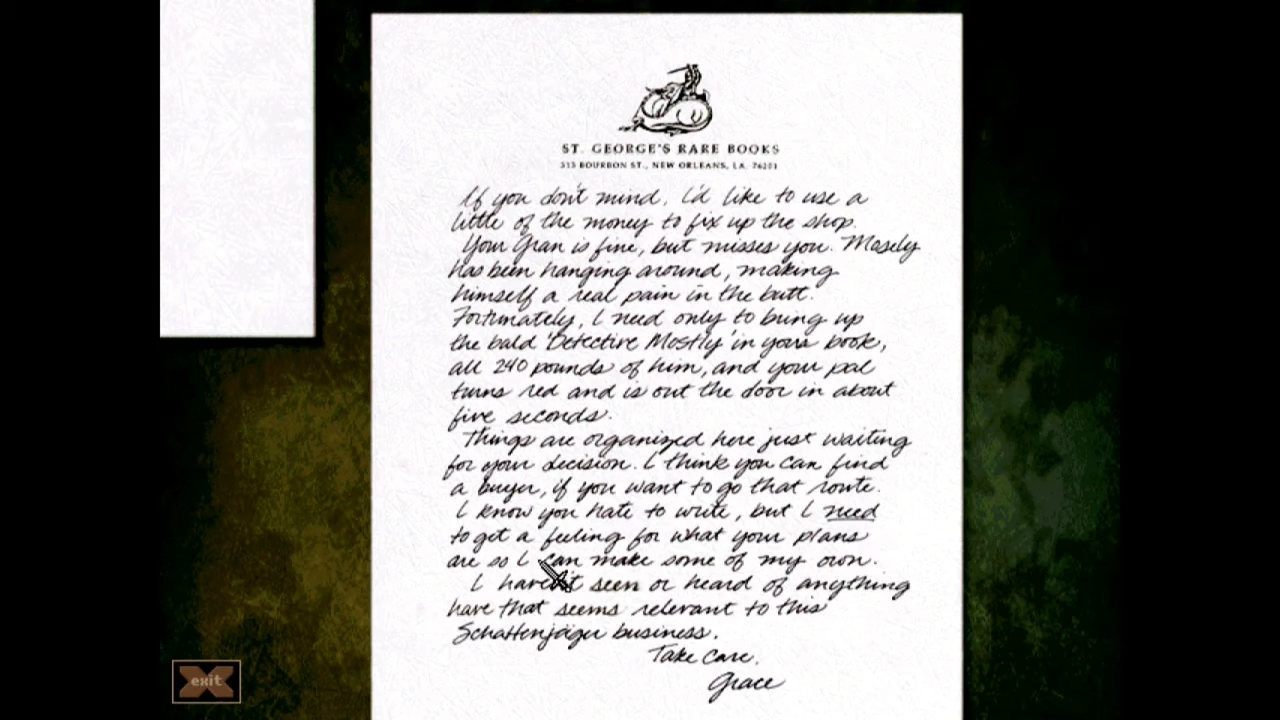 ST. GEORGE'S RARE BOOKS
313 BOURBON ST., NEW ORLEANS, LA. 76201
If you don't mind, I'd like to use a
little of the money to fix up the shop.
Your Gran is fine, but misses you. Mosely
has been hanging around, making
himself a real pain in the butt.
Fortunately, I need only to bring up
the bald 'Detective Mostly' in your book,
all 240 pounds of him, and your pal
turns red and is out the door in about
five seconds.
Things are organized here just waiting
for your decision. I think you can find
a buyer, if you want to go that route.
I know you hate to write, but I need
to get a feeling for what your plans
are so I can make some of my own.
I haven't seen or heard of anything
have that seems relevant to this
Schattenjäger business.
Take care.
Grace
exit